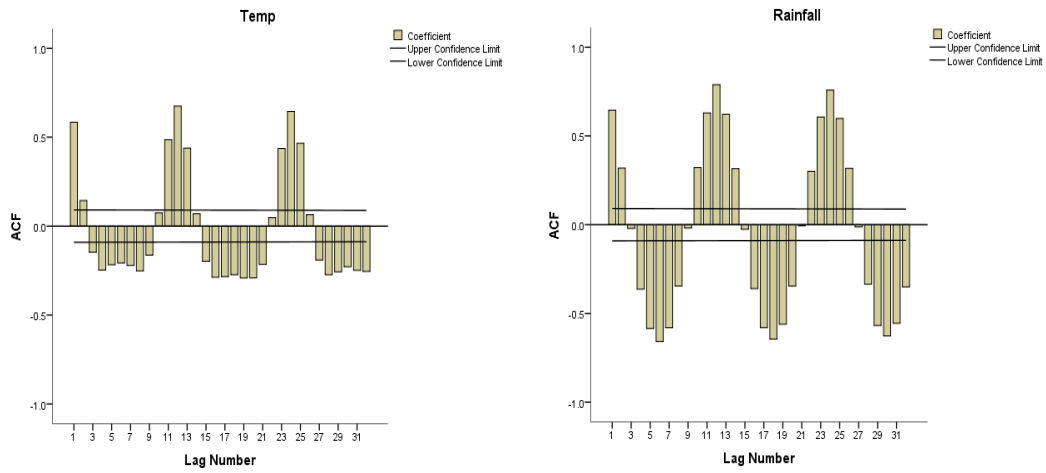 Temp
Coefficient
Upper Confidence Limit
Lower Confidence Limit
1.0
0.5
0.0
-0.5
-1.0
ACF
1 3 5 7 9 11 13 15 17 19 21 23 25 27 29 31
Lag Number
Rainfall
Coefficient
Upper Confidence Limit
Lower Confidence Limit
1.0
0.5
0.0
-0.5
-1.0
ACF
1 3 5 7 9 11 13 15 17 19 21 23 25 27 29 31
Lag Number